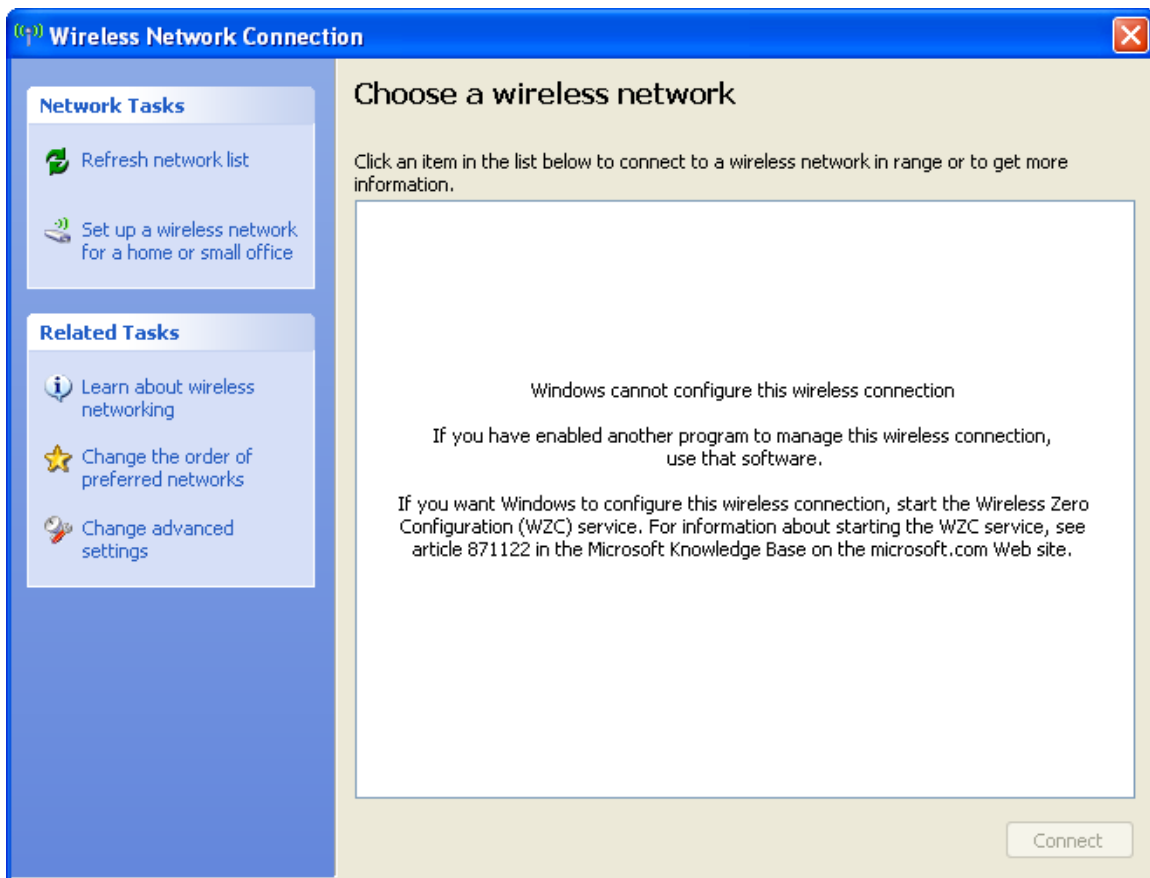 Wireless Network Connection
Network Tasks
Refresh network list
Set up a wireless network
for a home or small office
Related Tasks
Learn about wireless
networking
Change the order of
preferred networks
Change advanced
settings
Choose a wireless network
Click an item in the list below to connect to a wireless network in range or to get more
information.
Windows cannot configure this wireless connection
If you have enabled another program to manage this wireless connection,
use that software.
If you want Windows to configure this wireless connection, start the Wireless Zero
Configuration (WZC) service. For information about starting the WZC service, see
article 871122 in the Microsoft Knowledge Base on the microsoft.com Web site.
Connect